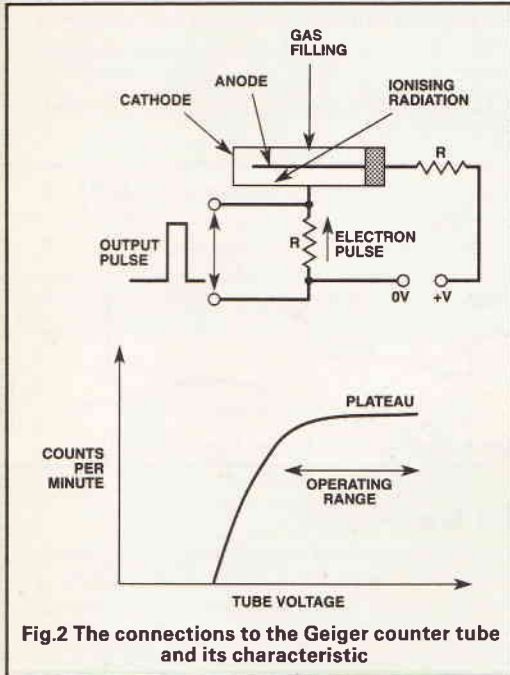 GAS
FILLING
ANODE
IONISING
RADIATION
CATHODE
R
OUTPUT
PULSE
R
ELECTRON
PULSE
0V
+V
PLATEAU
COUNTS
PER
MINUTE
OPERATING
RANGE
TUBE VOLTAGE
Fig.2 The connections to the Geiger counter tube
and its characteristic